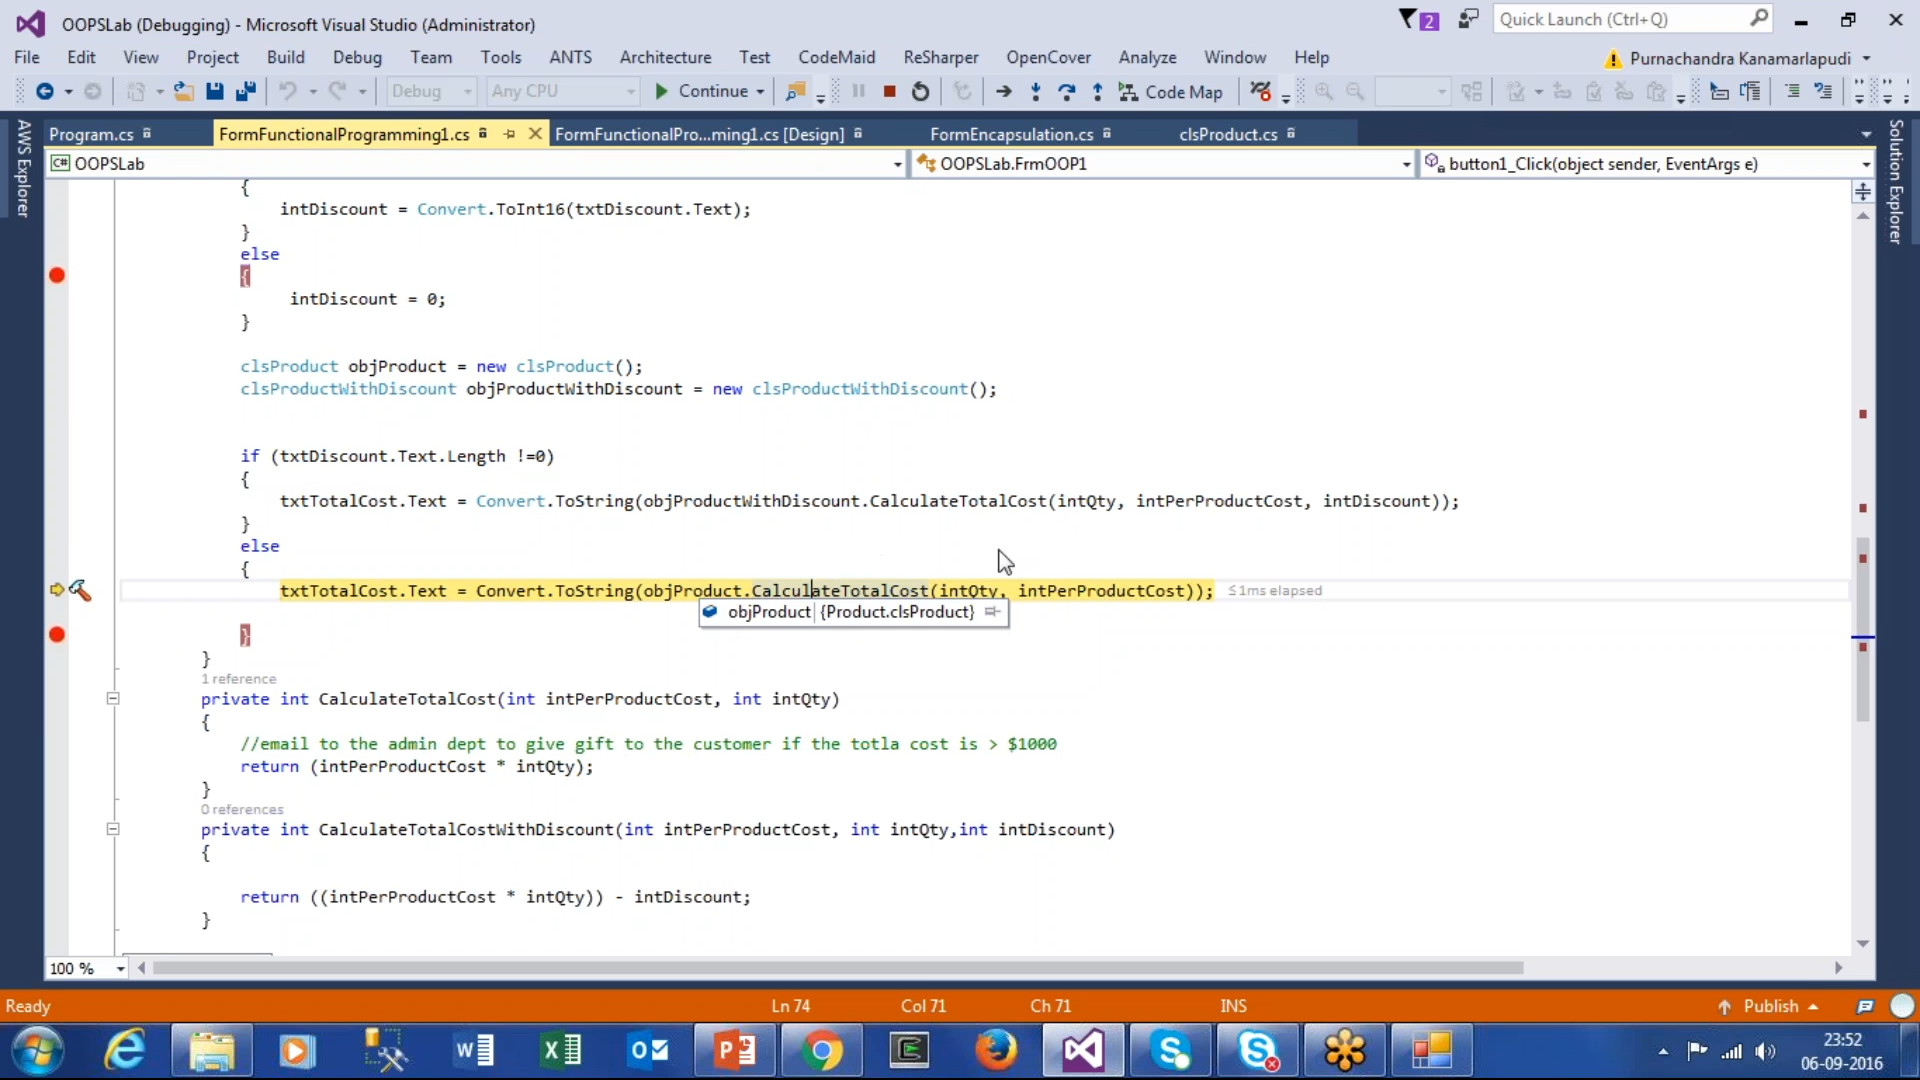 OOPSLab (Debugging) - Microsoft Visual Studio (Administrator)
2
Quick Launch (Ctrl+Q)
File Edit View Project Build Debug Team Tools ANTS Architecture Test CodeMaid ReSharper OpenCover Analyze Window Help
Purnachandra Kanamarlapudi
Debug Any CPU Continue Code Map
AWS Explorer
Solution Explorer
Program.cs FormFunctionalProgramming1.cs FormFunctionalPro...ming1.cs [Design] FormEncapsulation.cs clsProduct.cs
C# OOPSLab OOPSLab.FrmOOP1 button1_Click(object sender, EventArgs e)
{
intDiscount = Convert.ToInt16(txtDiscount.Text);
}
else
{
intDiscount = 0;
}
clsProduct objProduct = new clsProduct();
clsProductWithDiscount objProductWithDiscount = new clsProductWithDiscount();
if (txtDiscount.Text.Length !=0)
{
txtTotalCost.Text = Convert.ToString(objProductWithDiscount.CalculateTotalCost(intQty, intPerProductCost, intDiscount));
}
else
{
txtTotalCost.Text = Convert.ToString(objProduct.CalculateTotalCost(intQty, intPerProductCost)); ≤1ms elapsed
objProduct {Product.clsProduct}
}
}
1 reference
private int CalculateTotalCost(int intPerProductCost, int intQty)
{
//email to the admin dept to give gift to the customer if the totla cost is > $1000
return (intPerProductCost * intQty);
}
0 references
private int CalculateTotalCostWithDiscount(int intPerProductCost, int intQty,int intDiscount)
{
return ((intPerProductCost * intQty)) - intDiscount;
}
100 %
Ready Ln 74 Col 71 Ch 71 INS Publish
23:52
06-09-2016